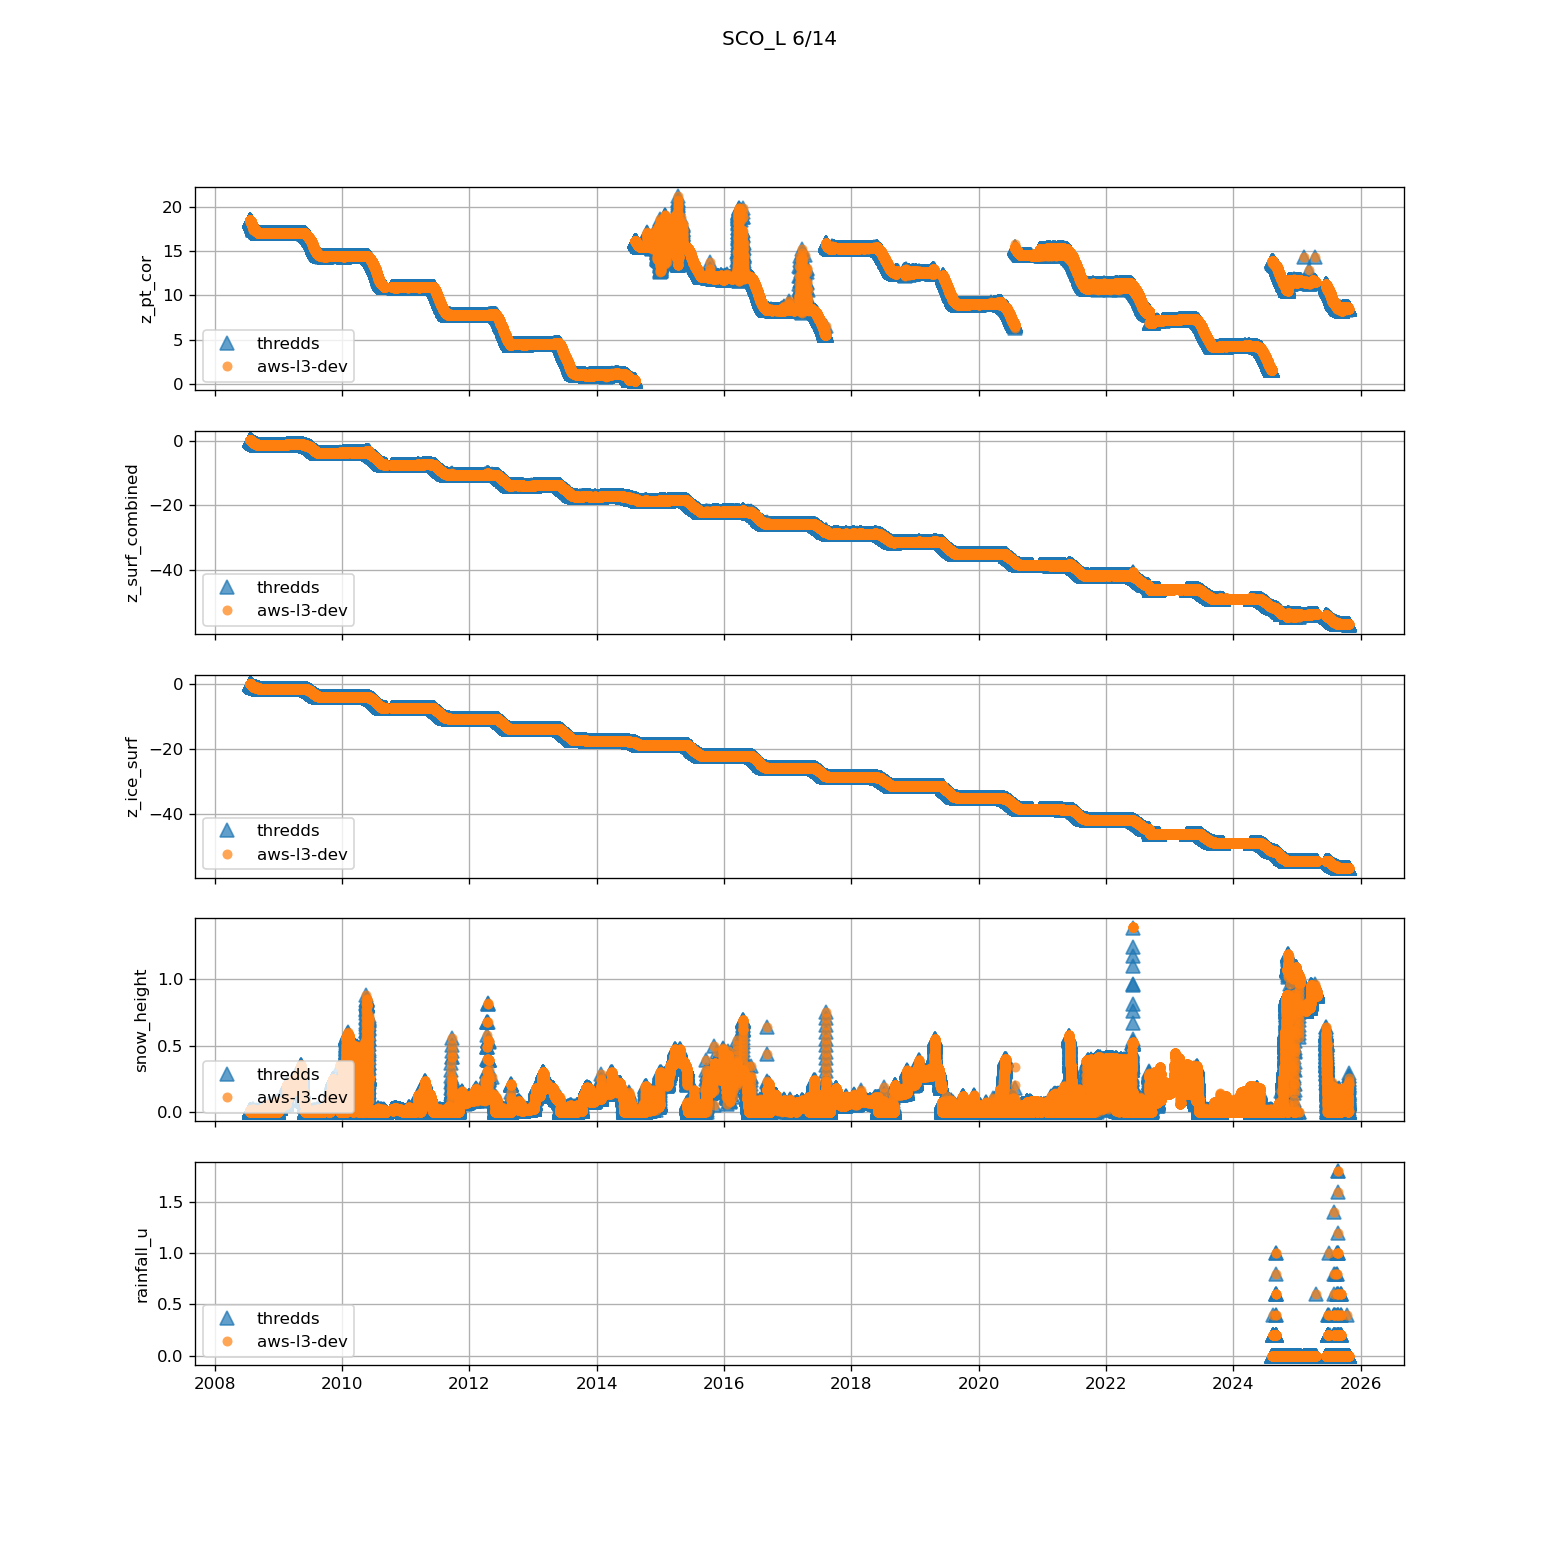 SCO_L 6/14
z_pt_cor
20
15
10
5
0
thredds
aws-l3-dev
z_surf_combined
0
−20
−40
thredds
aws-l3-dev
z_ice_surf
0
−20
−40
thredds
aws-l3-dev
snow_height
1.0
0.5
0.0
thredds
aws-l3-dev
rainfall_u
1.5
1.0
0.5
0.0
thredds
aws-l3-dev
2008 2010 2012 2014 2016 2018 2020 2022 2024 2026